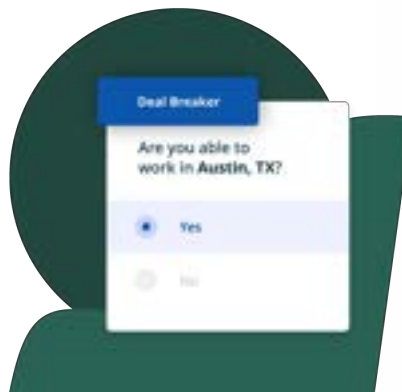 Deal Breaker
Are you able to
work in Austin, TX?
Yes
No